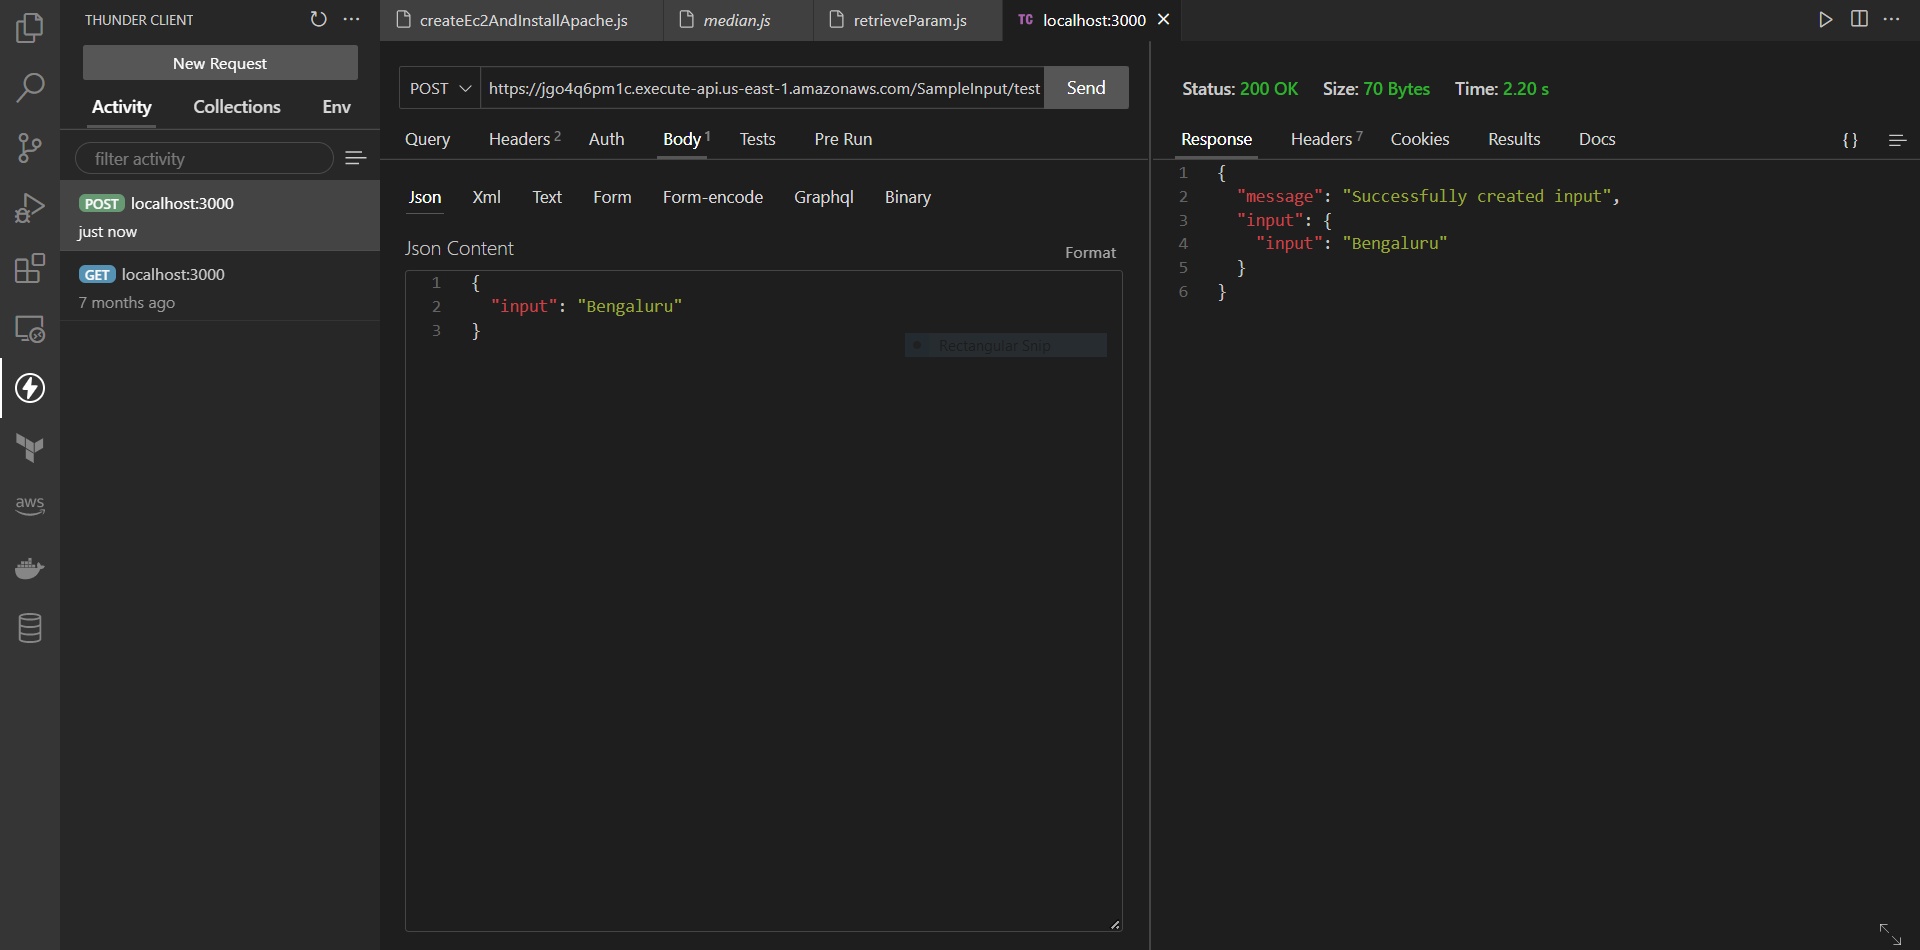 THUNDER CLIENT
New Request
Activity Collections Env
filter activity
POST localhost:3000
just now
GET localhost:3000
7 months ago
aws
createEc2AndInstallApache.js median.js retrieveParam.js TC localhost:3000
POST https://jgo4q6pm1c.execute-api.us-east-1.amazonaws.com/SampleInput/test Send
Query Headers 2 Auth Body 1 Tests Pre Run
Json Xml Text Form Form-encode Graphql Binary
Json Content Format
1 {
2 "input": "Bengaluru"
3 }
Rectangular Snip
Status: 200 OK Size: 70 Bytes Time: 2.20 s
Response Headers 7 Cookies Results Docs {}
1 {
2 "message": "Successfully created input",
3 "input": {
4 "input": "Bengaluru"
5 }
6 }